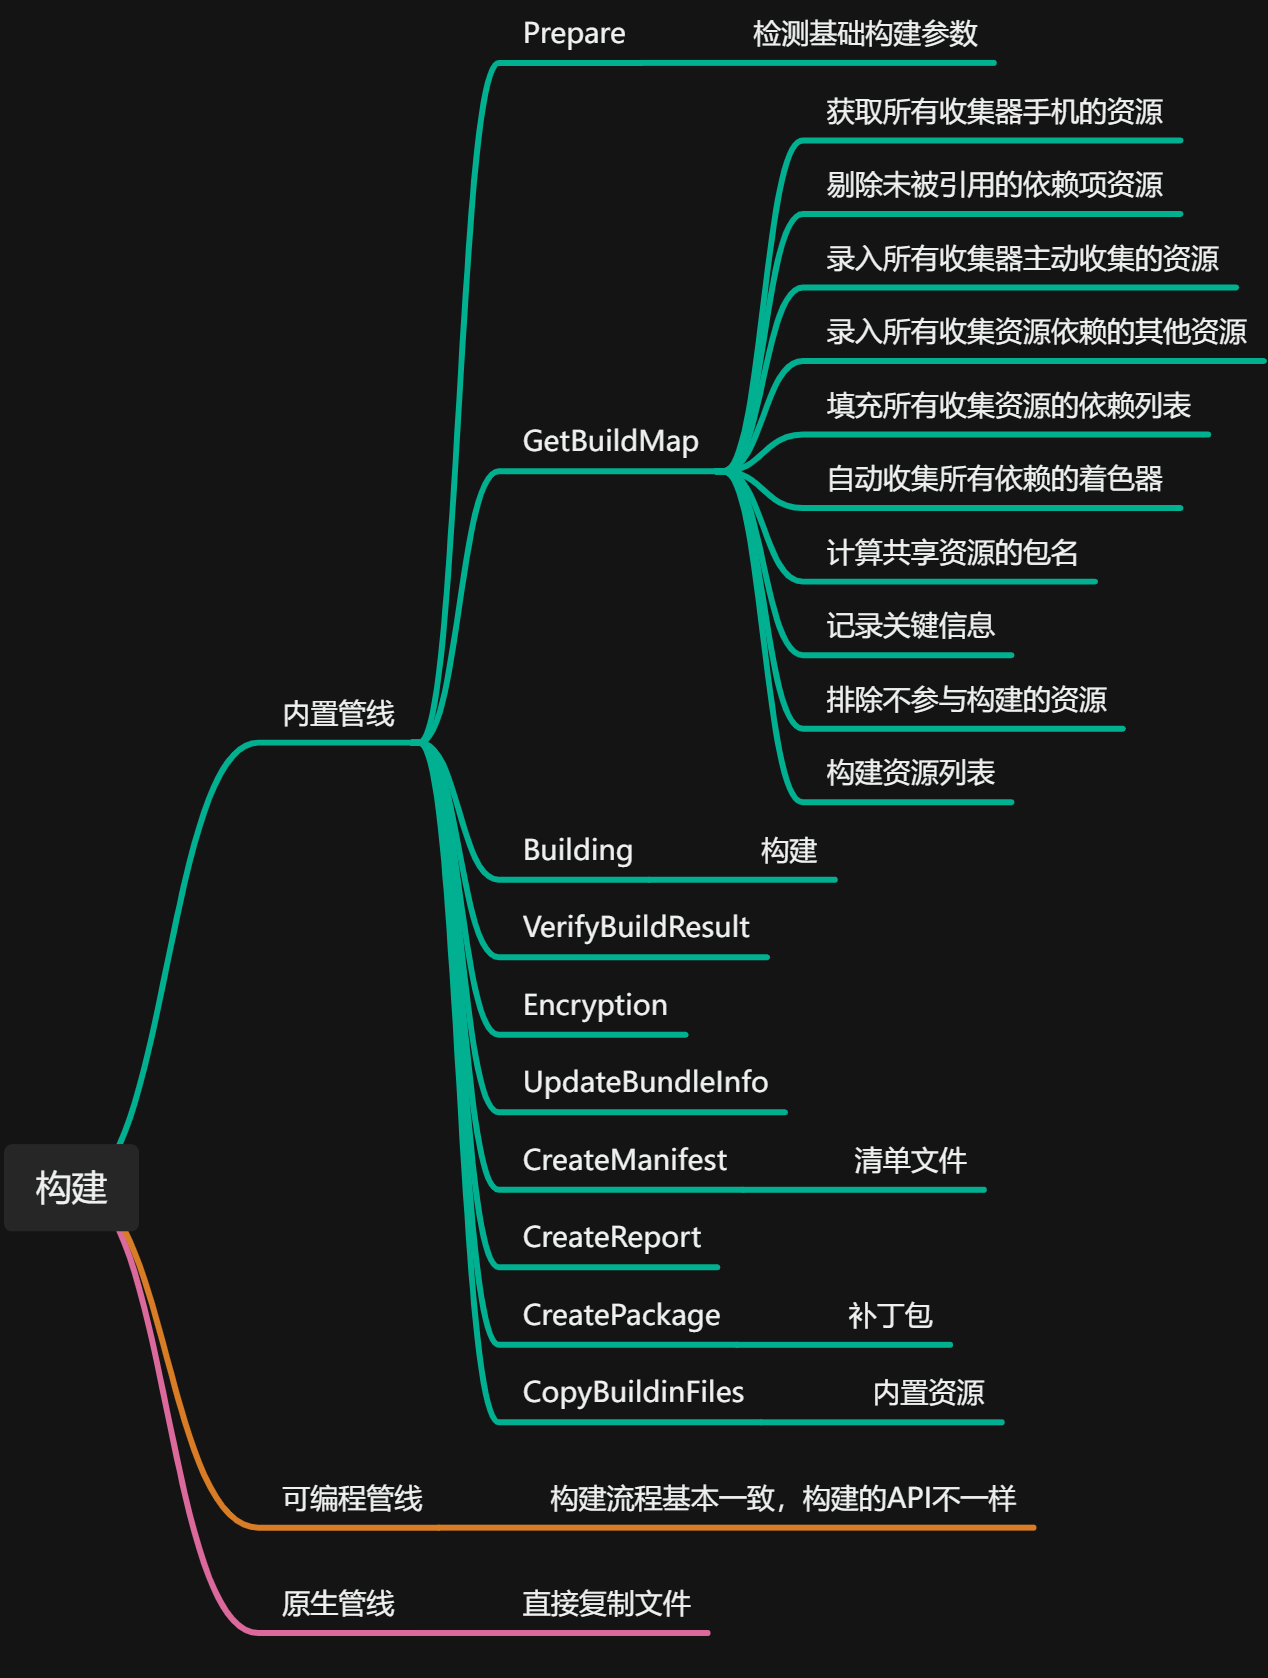 构建
内置管线
Prepare
检测基础构建参数
GetBuildMap
获取所有收集器手机的资源
剔除未被引用的依赖项资源
录入所有收集器主动收集的资源
录入所有收集资源依赖的其他资源
填充所有收集资源的依赖列表
自动收集所有依赖的着色器
计算共享资源的包名
记录关键信息
排除不参与构建的资源
构建资源列表
Building
构建
VerifyBuildResult
Encryption
UpdateBundleInfo
CreateManifest
清单文件
CreateReport
CreatePackage
补丁包
CopyBuildinFiles
内置资源
可编程管线
构建流程基本一致，构建的API不一样
原生管线
直接复制文件